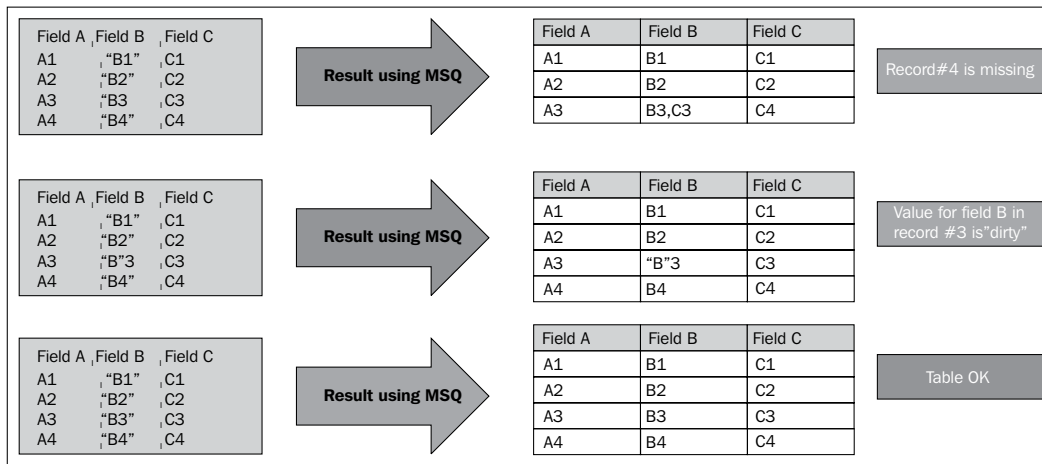 Field A ,Field B ,Field C
A1 ,“B1” ,C1
A2 ,“B2” ,C2
A3 ,“B3 ,C3
A4 ,“B4” ,C4
Result using MSQ
Field A Field B Field C
A1 B1 C1
A2 B2 C2
A3 B3,C3 C4
Record#4 is missing
Field A ,Field B ,Field C
A1 ,“B1” ,C1
A2 ,“B2” ,C2
A3 ,“B”3 ,C3
A4 ,“B4” ,C4
Result using MSQ
Field A Field B Field C
A1 B1 C1
A2 B2 C2
A3 “B”3 C3
A4 B4 C4
Value for field B in
record #3 is”dirty”
Field A ,Field B ,Field C
A1 ,“B1” ,C1
A2 ,“B2” ,C2
A3 ,“B3” ,C3
A4 ,“B4” ,C4
Result using MSQ
Field A Field B Field C
A1 B1 C1
A2 B2 C2
A3 B3 C3
A4 B4 C4
Table OK